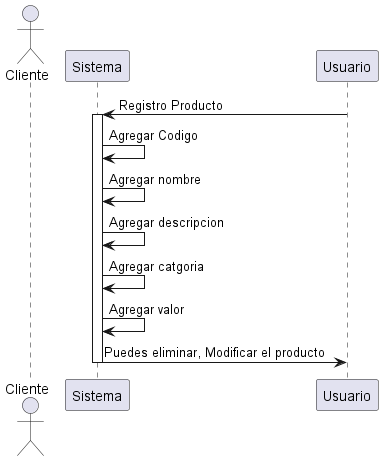 Cliente
Sistema
Usuario
Registro Producto
Agregar Codigo
Agregar nombre
Agregar descripcion
Agregar catgoria
Agregar valor
Puedes eliminar, Modificar el producto
Cliente
Sistema
Usuario